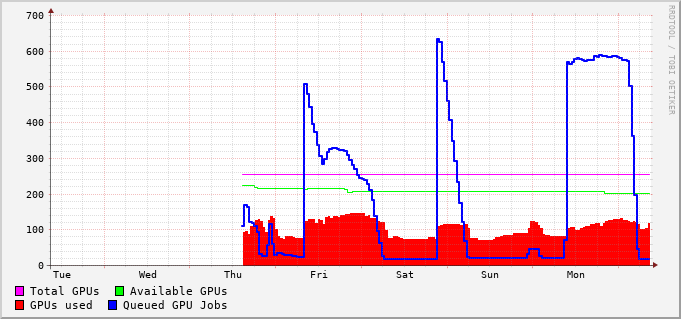 700
600
500
400
300
200
100
0
Tue Wed Thu Fri Sat Sun Mon
Total GPUs Available GPUs
GPUs used Queued GPU Jobs
RRDTOOL / TOBI OETIKER